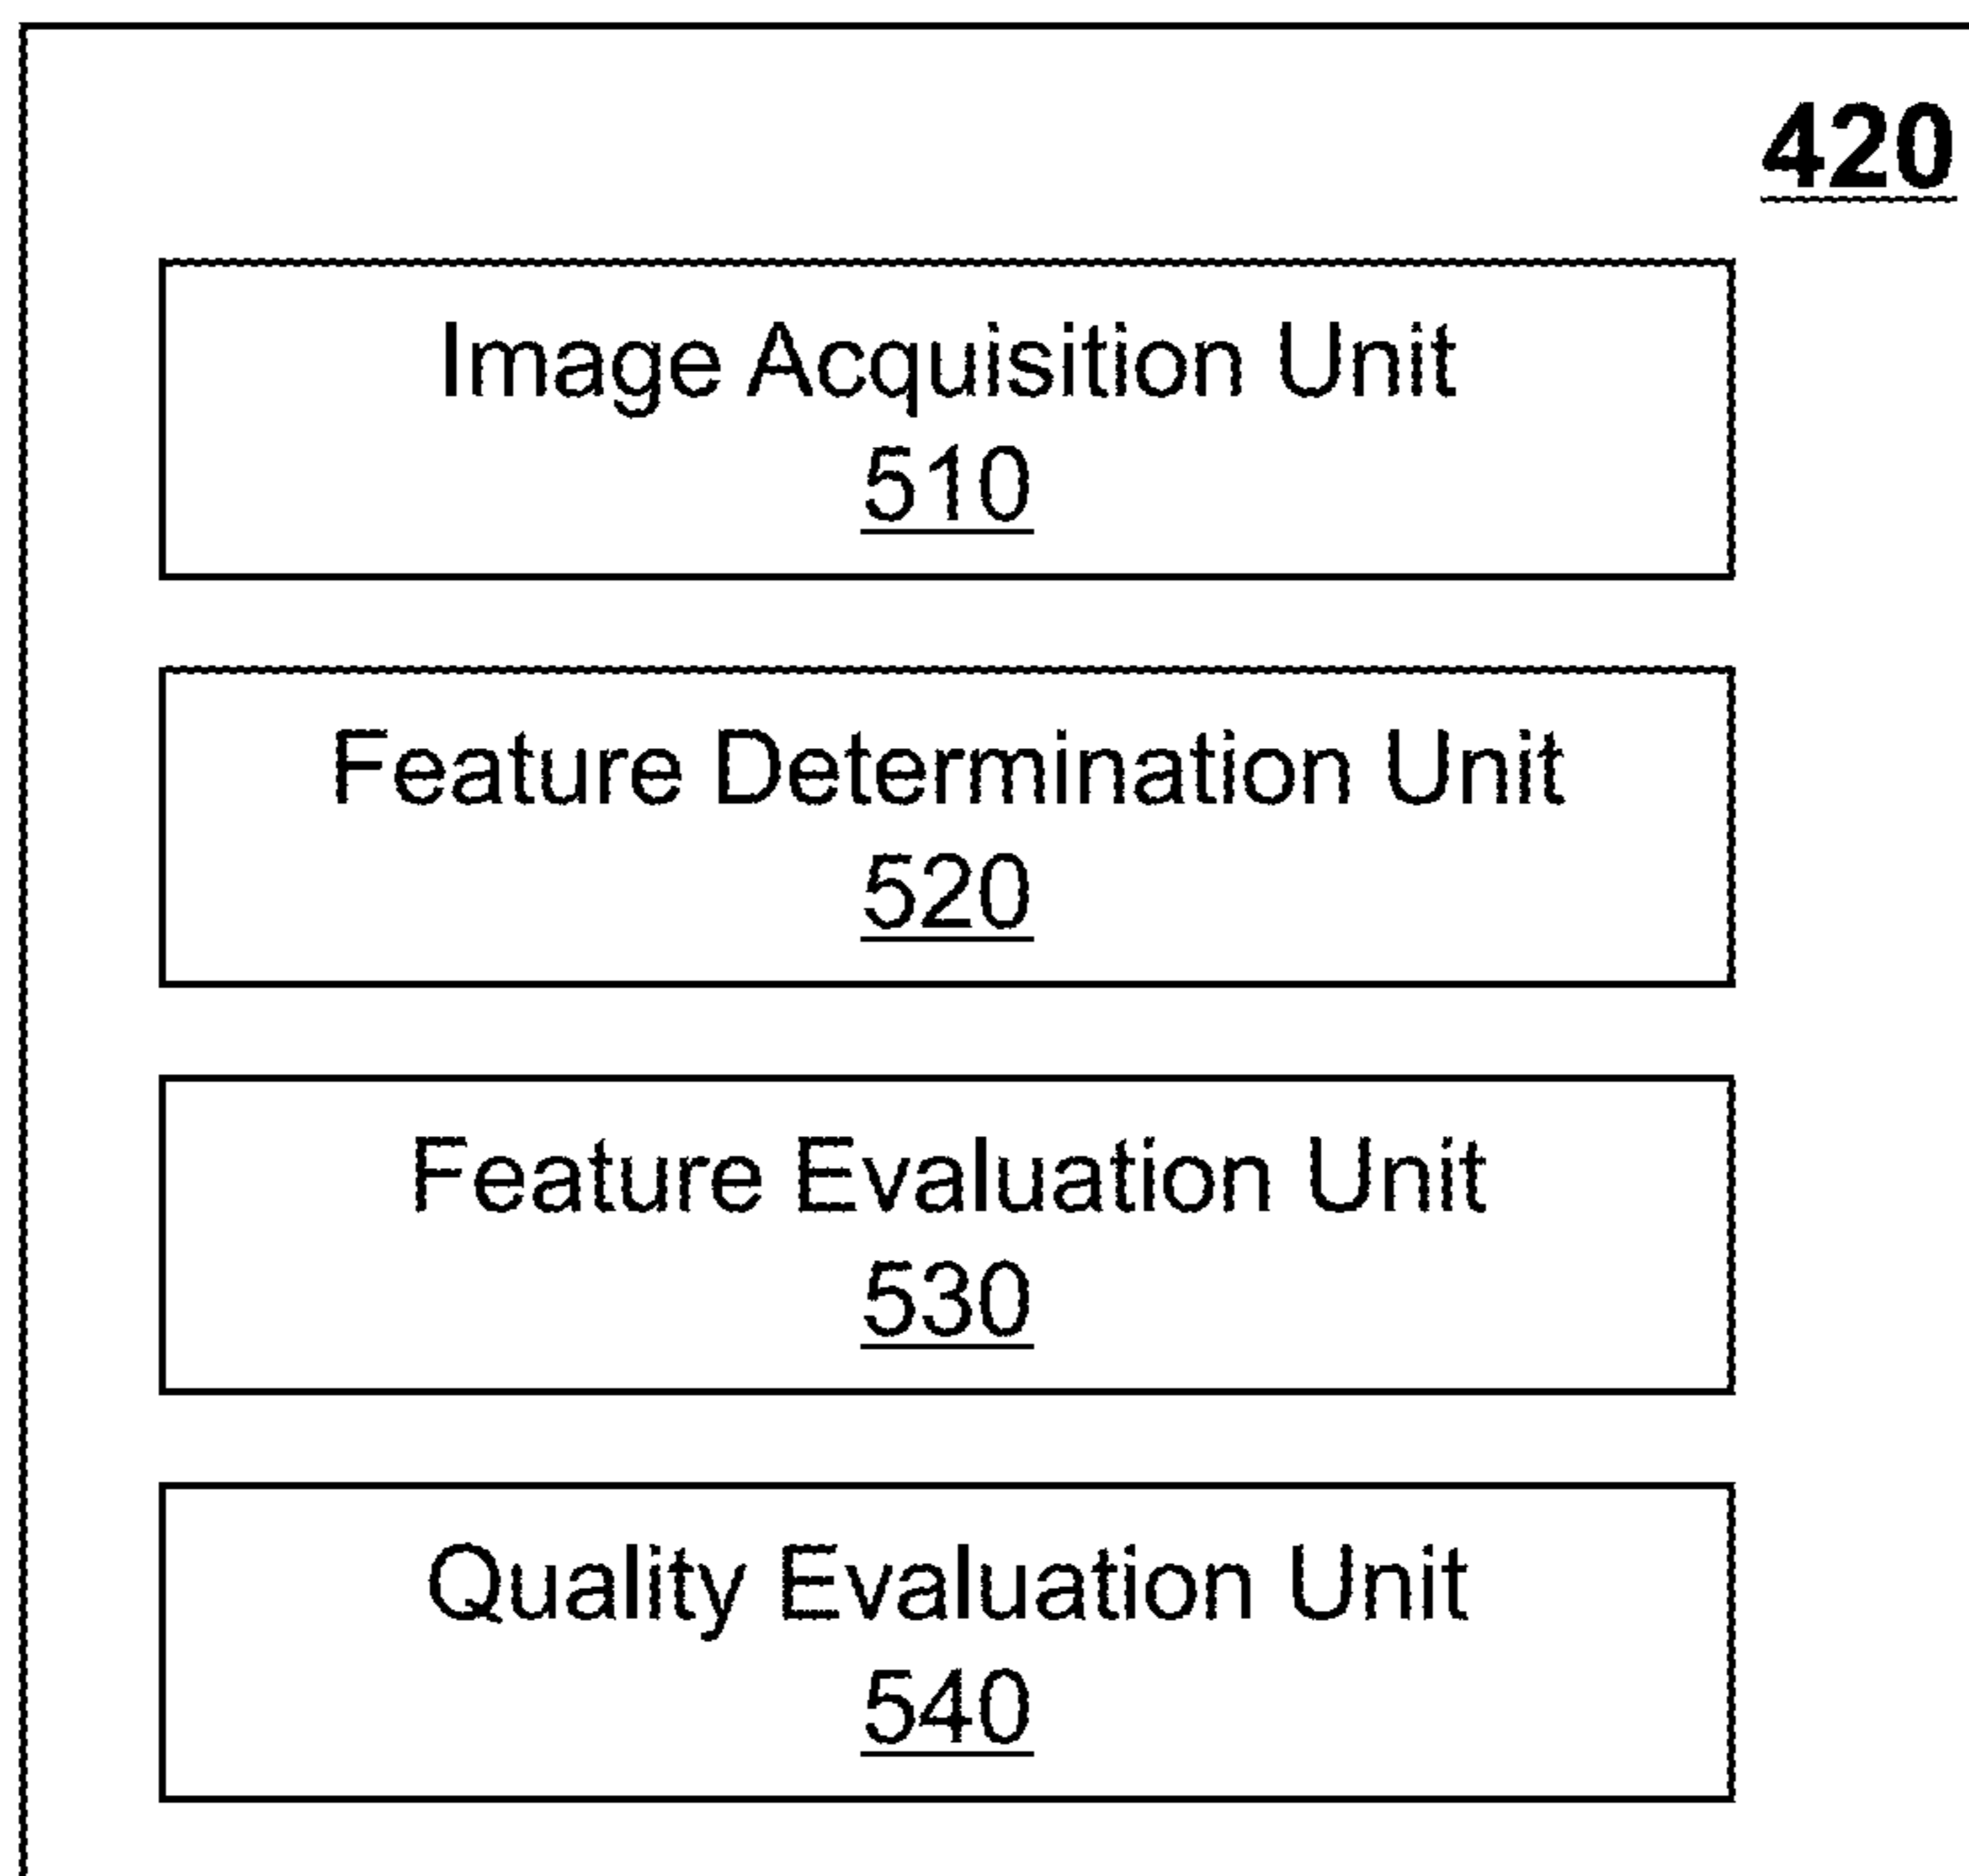 420
Image Acquisition Unit
510
Feature Determination Unit
520
Feature Evaluation Unit
530
Quality Evaluation Unit
540